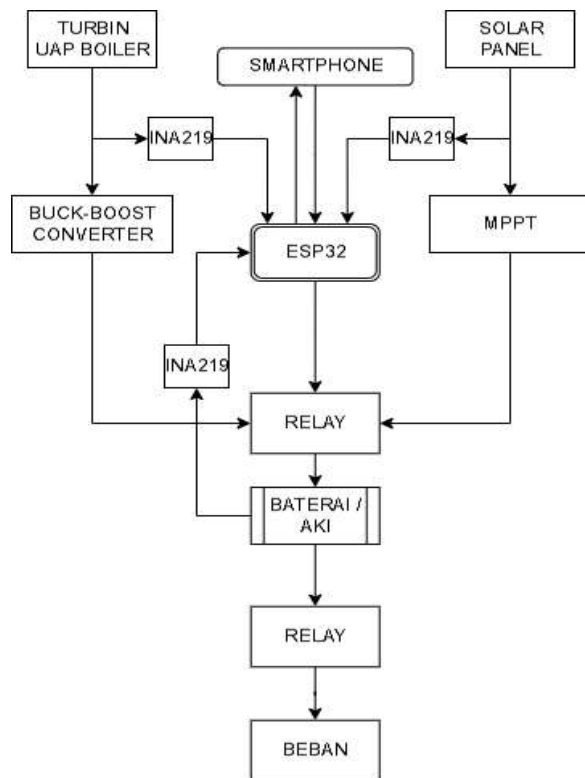 TURBIN
UAP BOILER
SOLAR
PANEL
SMARTPHONE
INA219
INA219
BUCK-BOOST
CONVERTER
MPPT
ESP32
INA219
RELAY
BATERAI /
AKI
RELAY
BEBAN